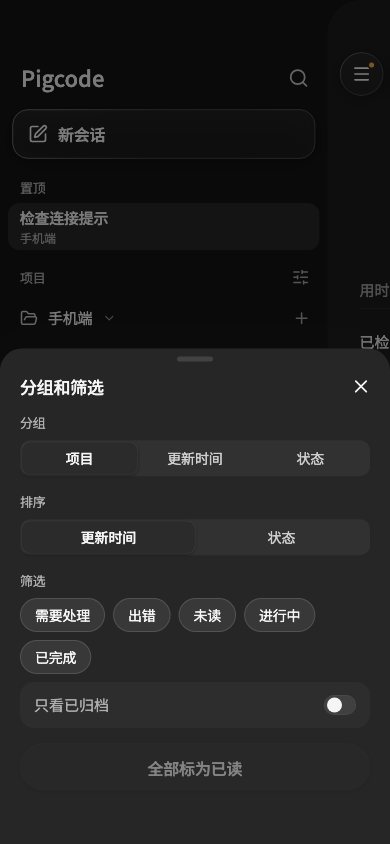 Pigcode
新会话
置顶
检查连接提示
手机端
项目
手机端
用时
已检
分组和筛选
分组
项目 更新时间 状态
排序
更新时间 状态
筛选
需要处理 出错 未读 进行中
已完成
只看已归档
全部标为已读